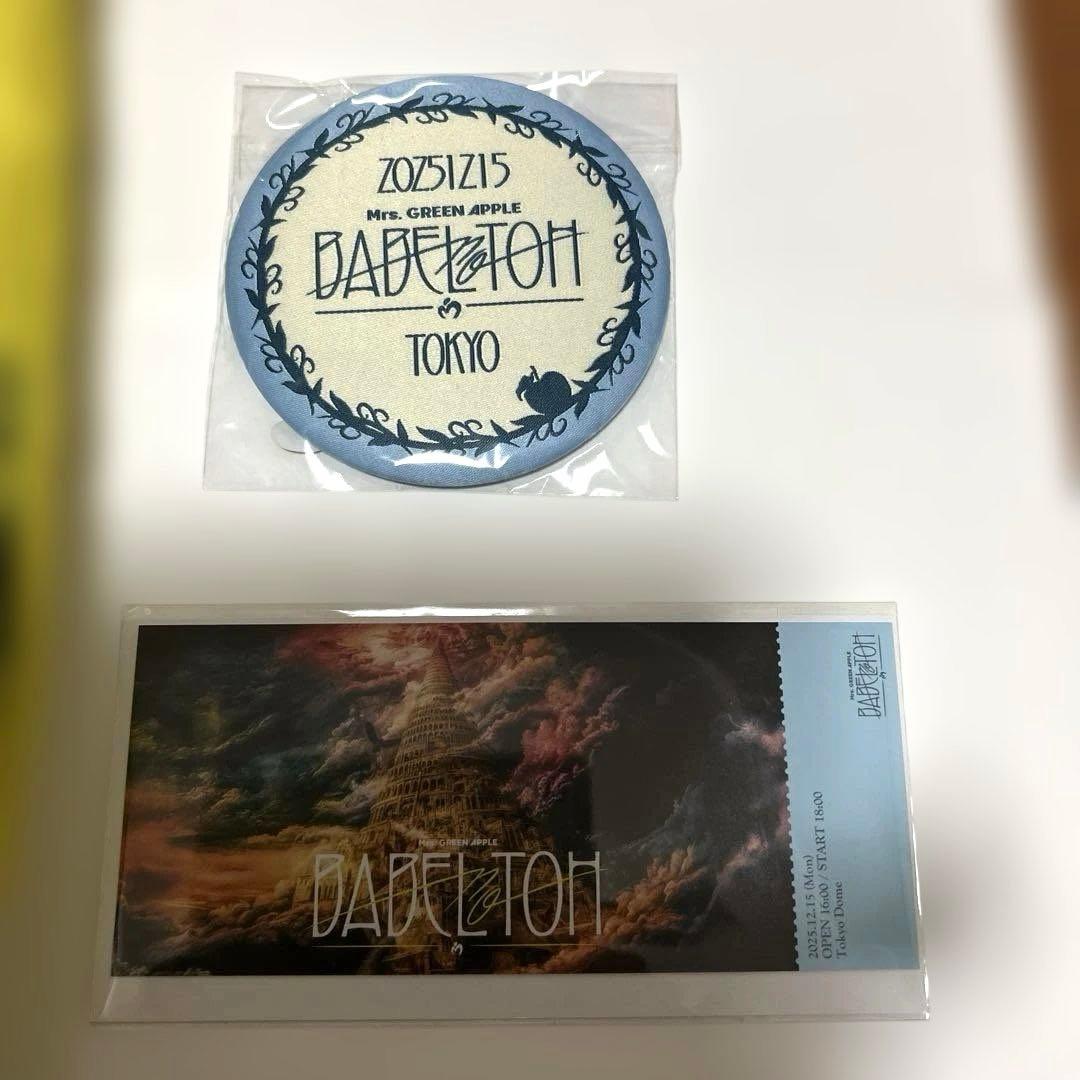 20251215
Mrs. GREEN APPLE
BABEL no TOH
TOKYO
Mrs. GREEN APPLE
BABEL no TOH
Mrs. GREEN APPLE
BABEL no TOH
2025.12.15 (Mon)
OPEN 16:00 / START 18:00
Tokyo Dome